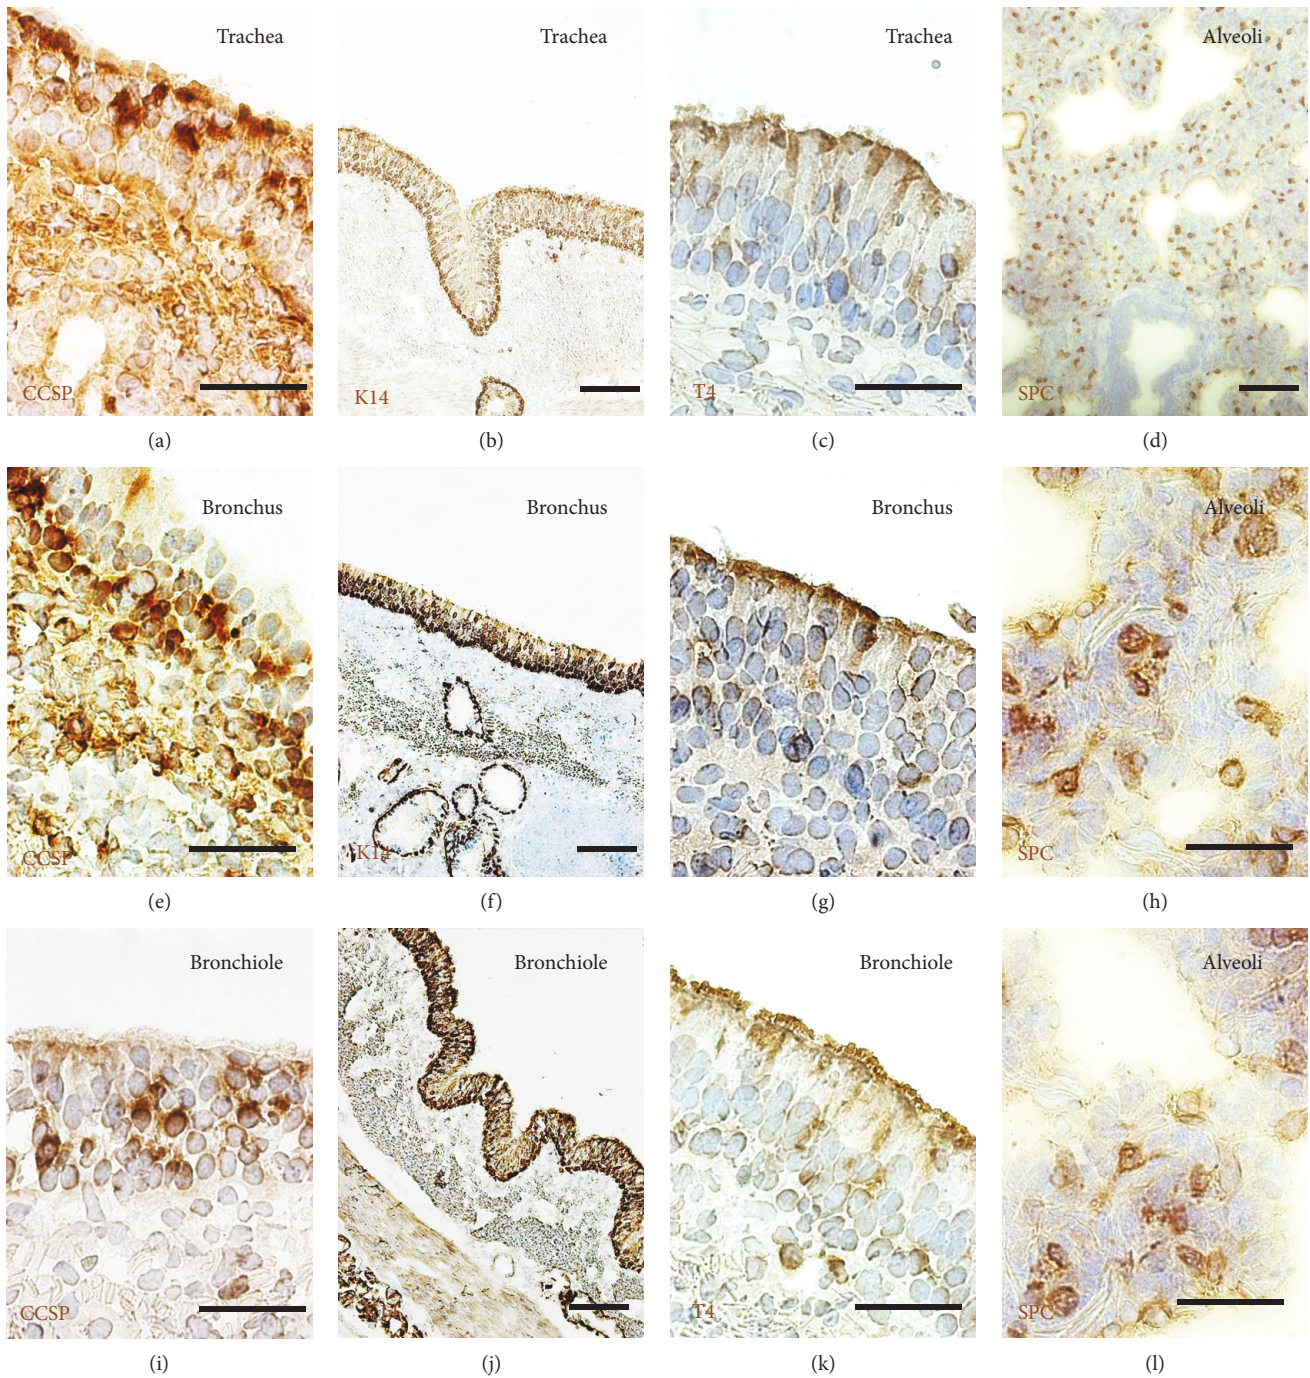 Trachea
CCSP
(a)
Trachea
K14
(b)
Trachea
T4
(c)
Alveoli
SPC
(d)
Bronchus
CCSP
(e)
Bronchus
K14
(f)
Bronchus
(g)
Alveoli
SPC
(h)
Bronchiole
CCSP
(i)
Bronchiole
(j)
Bronchiole
T4
(k)
Alveoli
SPC
(l)